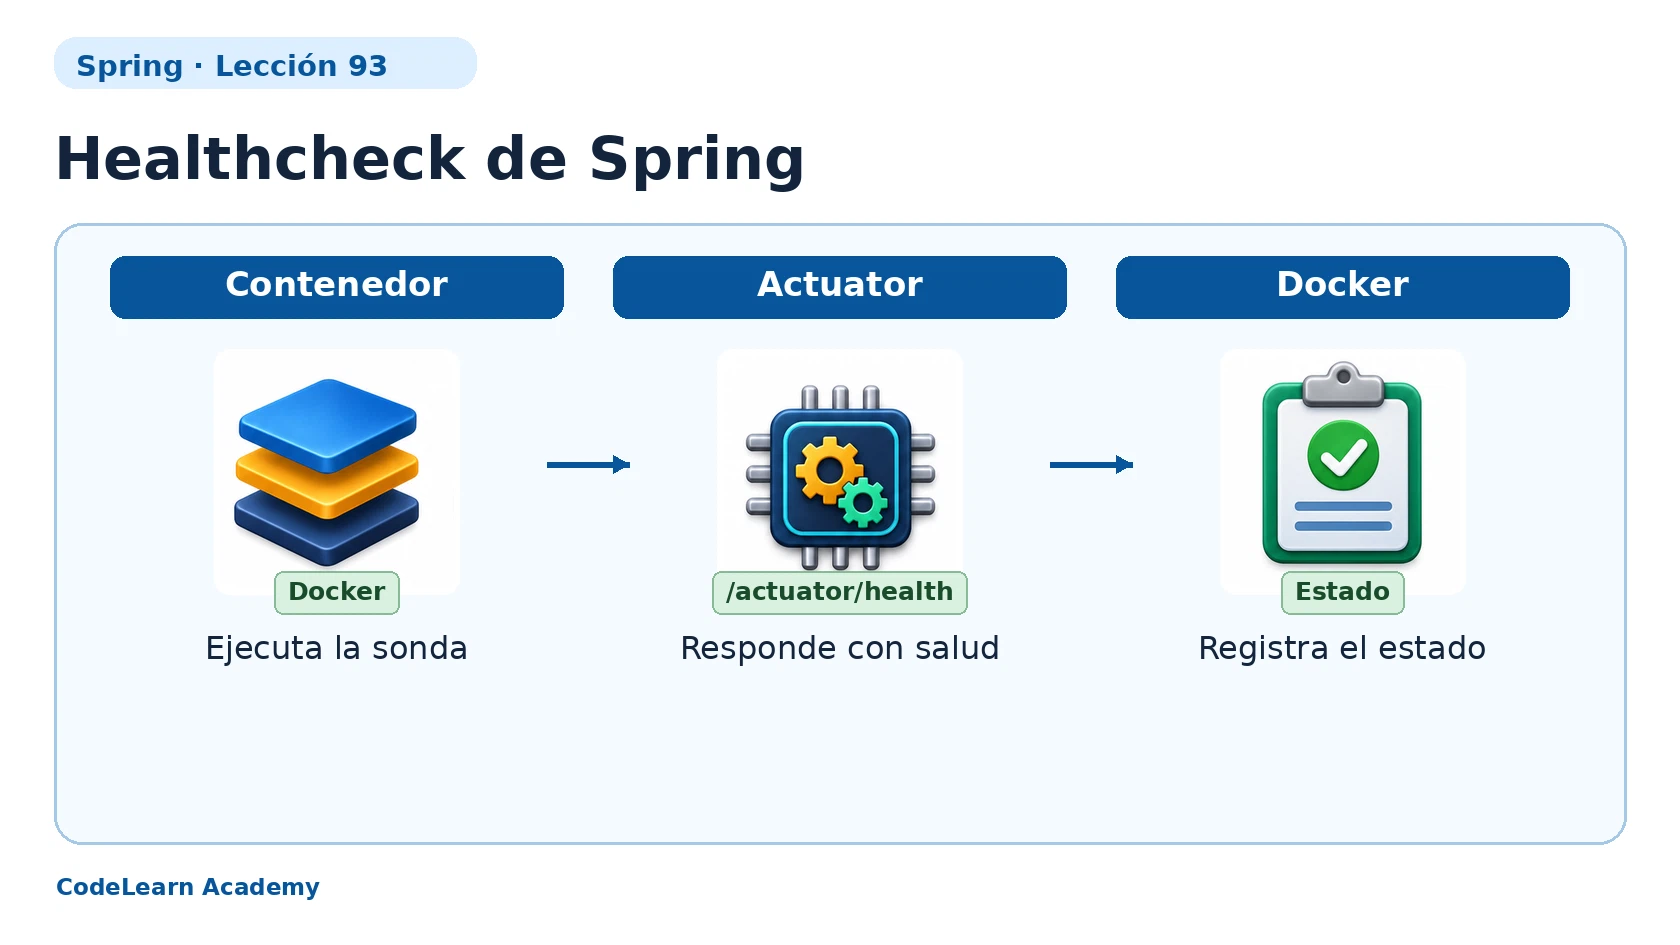 Spring · Lección 93
Healthcheck de Spring
Contenedor
Actuator
Docker
Docker
/actuator/health
Estado
Ejecuta la sonda
Responde con salud
Registra el estado
CodeLearn Academy